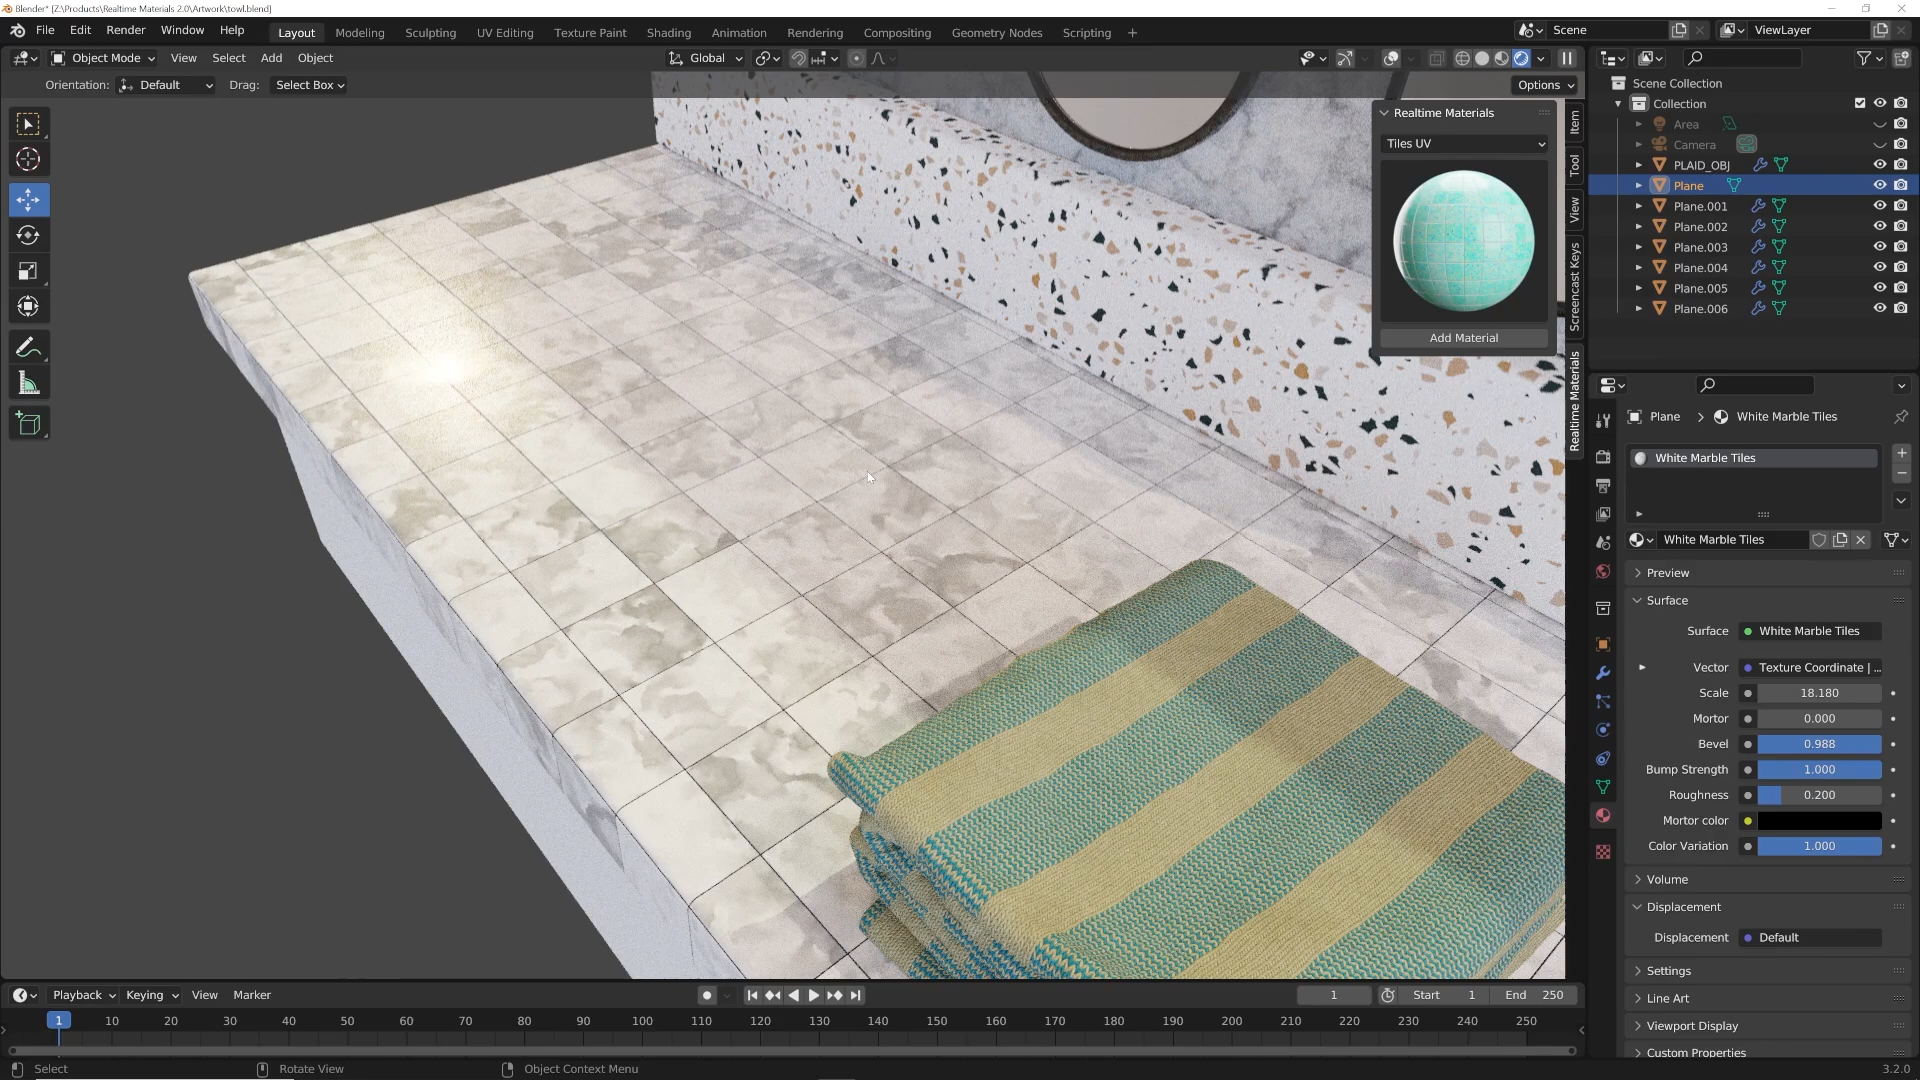 Blender* [Z:\Products\Realtime Materials 2.0\Artwork\towl.blend]
File Edit Render Window Help Layout Modeling Sculpting UV Editing Texture Paint Shading Animation Rendering Compositing Geometry Nodes Scripting + Scene ViewLayer
Object Mode View Select Add Object Global
Orientation: Default Drag: Select Box Options
Realtime Materials
Tiles UV
Add Material
Item
Tool
View
Screencast Keys
Realtime Materials
Scene Collection
Collection
Area
Camera
PLAID_OBJ
Plane
Plane.001
Plane.002
Plane.003
Plane.004
Plane.005
Plane.006
Plane > White Marble Tiles
White Marble Tiles
White Marble Tiles
Preview
Surface
Surface White Marble Tiles
Vector Texture Coordinate | ...
Scale 18.180
Mortor 0.000
Bevel 0.988
Bump Strength 1.000
Roughness 0.200
Mortor color
Color Variation 1.000
Volume
Displacement
Displacement Default
Settings
Line Art
Viewport Display
Custom Properties
Playback Keying View Marker 1 Start 1 End 250
1 10 20 30 40 50 60 70 80 90 100 110 120 130 140 150 160 170 180 190 200 210 220 230 240 250
Select Rotate View Object Context Menu 3.2.0